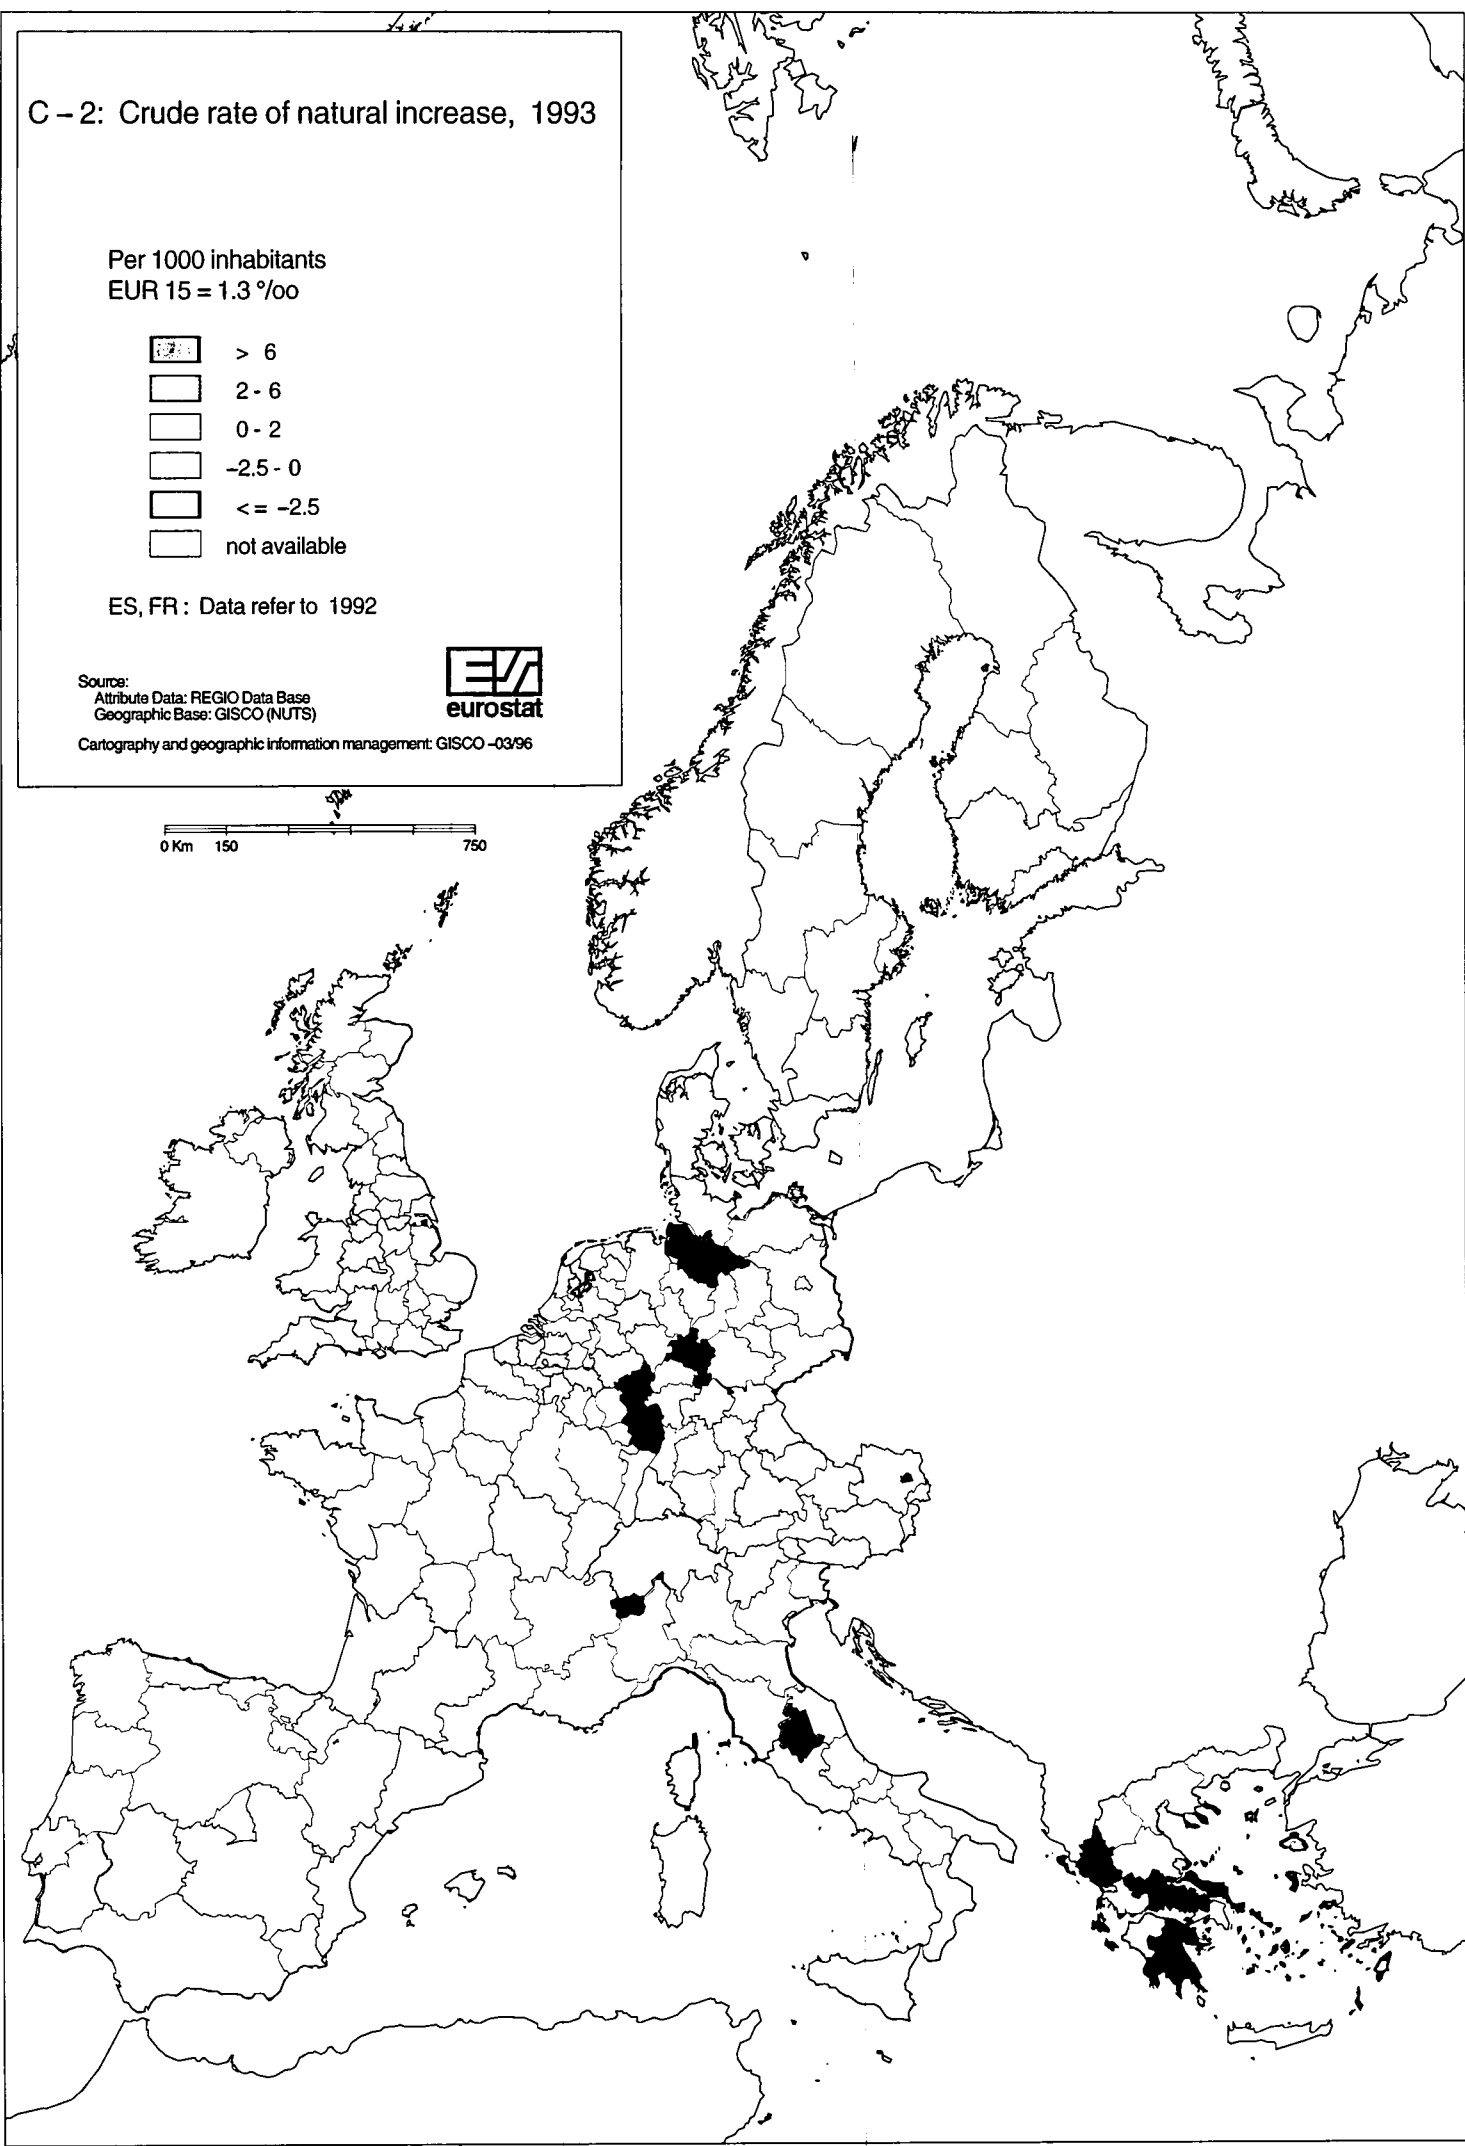 C – 2: Crude rate of natural increase, 1993
Per 1000 inhabitants
EUR 15 = 1.3 °/oo
> 6
2 - 6
0 - 2
–2.5 - 0
< = –2.5
not available
ES, FR : Data refer to 1992
Source:
Attribute Data: REGIO Data Base
Geographic Base: GISCO (NUTS)
eurostat
Cartography and geographic information management: GISCO –03/96
0 Km 150 750